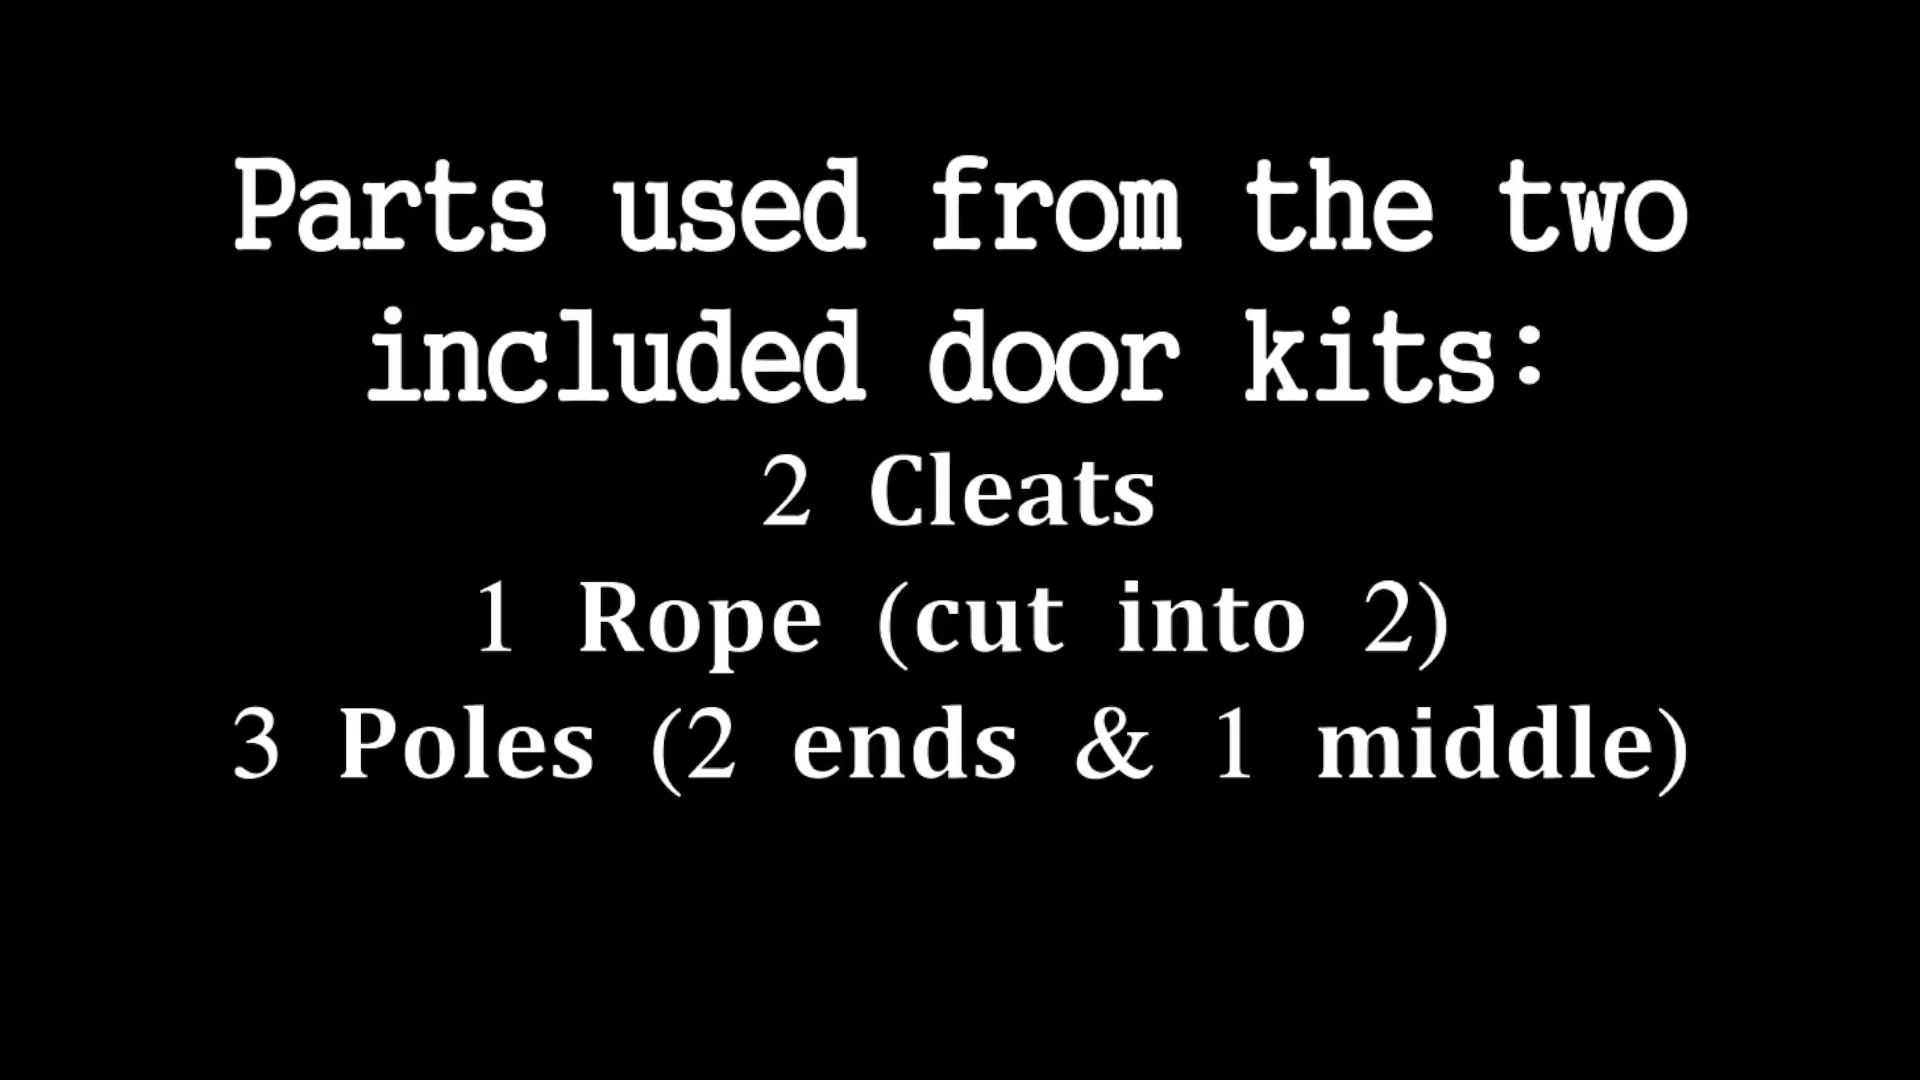 Parts used from the two
included door kits:
2 Cleats
1 Rope (cut into 2)
3 Poles (2 ends & 1 middle)